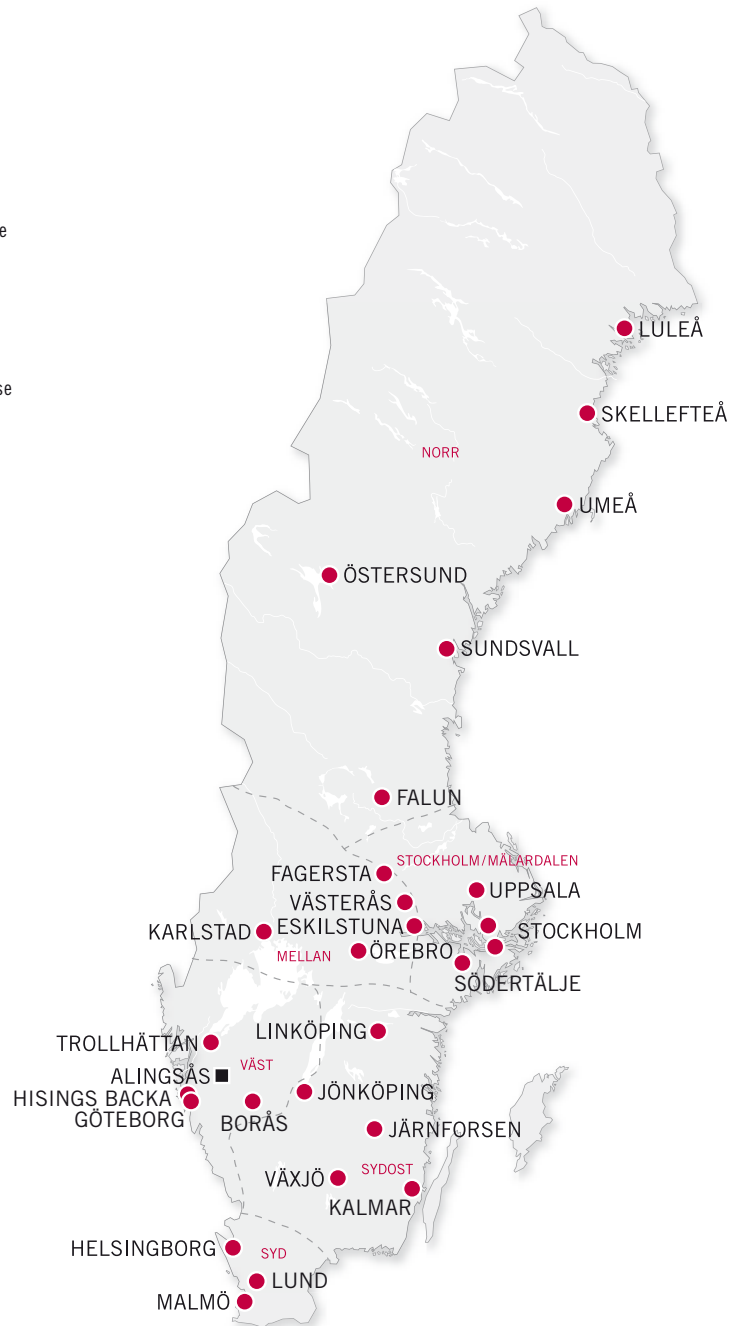 e
LULEÅ
se
SKELLEFTEÅ
NORR
UMEÅ
ÖSTERSUND
SUNDSVALL
FALUN
STOCKHOLM/MÄLARDALEN
FAGERSTA
UPPSALA
VÄSTERÅS
ESKILSTUNA
KARLSTAD
STOCKHOLM
ÖREBRO
MELLAN
SÖDERTÄLJE
LINKÖPING
TROLLHÄTTAN
VÄST
ALINGSÅS
JÖNKÖPING
HISINGS BACKA
GÖTEBORG
BORÅS
JÄRNFORSEN
SYDOST
VÄXJÖ
KALMAR
HELSINGBORG
SYD
LUND
MALMÖ